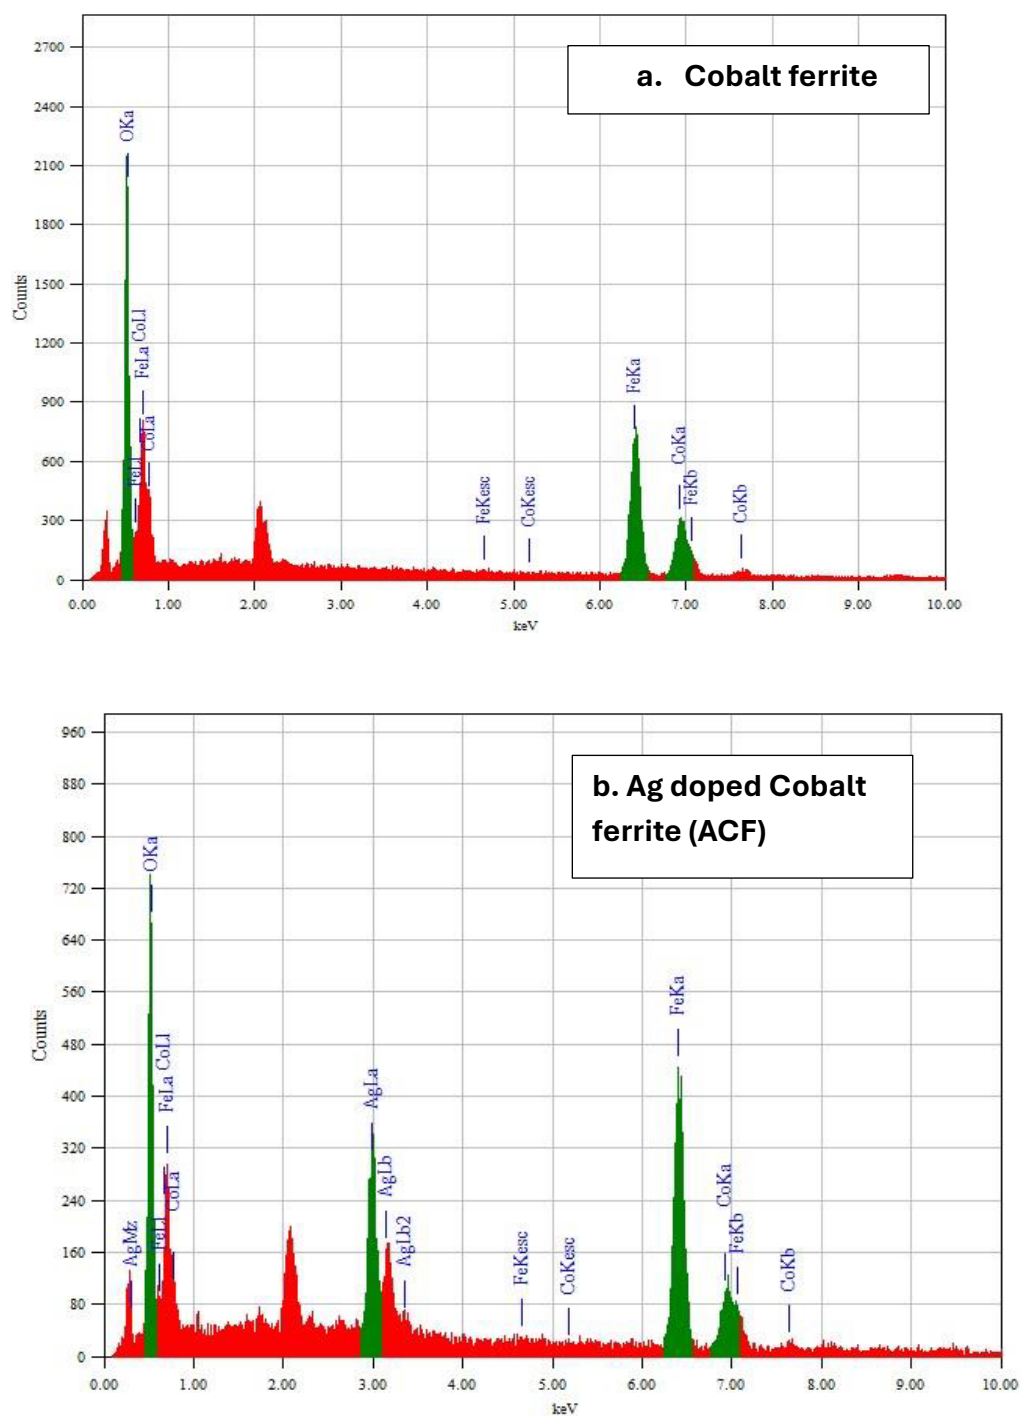 a. Cobalt ferrite
2700
2400
2100
1800
1500
1200
900
600
300
0
Counts
OKa
FeLl
FeLa CoLl
CoLa
FeKesc
CoKesc
FeKa
CoKa
FeKb
CoKb
0.00 1.00 2.00 3.00 4.00 5.00 6.00 7.00 8.00 9.00 10.00
keV
b. Ag doped Cobalt
ferrite (ACF)
960
880
800
720
640
560
480
400
320
240
160
80
0
Counts
AgMz
OKa
FeLl
FeLa CoLl
CoLa
AgLa
AgLb
AgLb2
FeKesc
CoKesc
FeKa
CoKa
FeKb
CoKb
0.00 1.00 2.00 3.00 4.00 5.00 6.00 7.00 8.00 9.00 10.00
keV